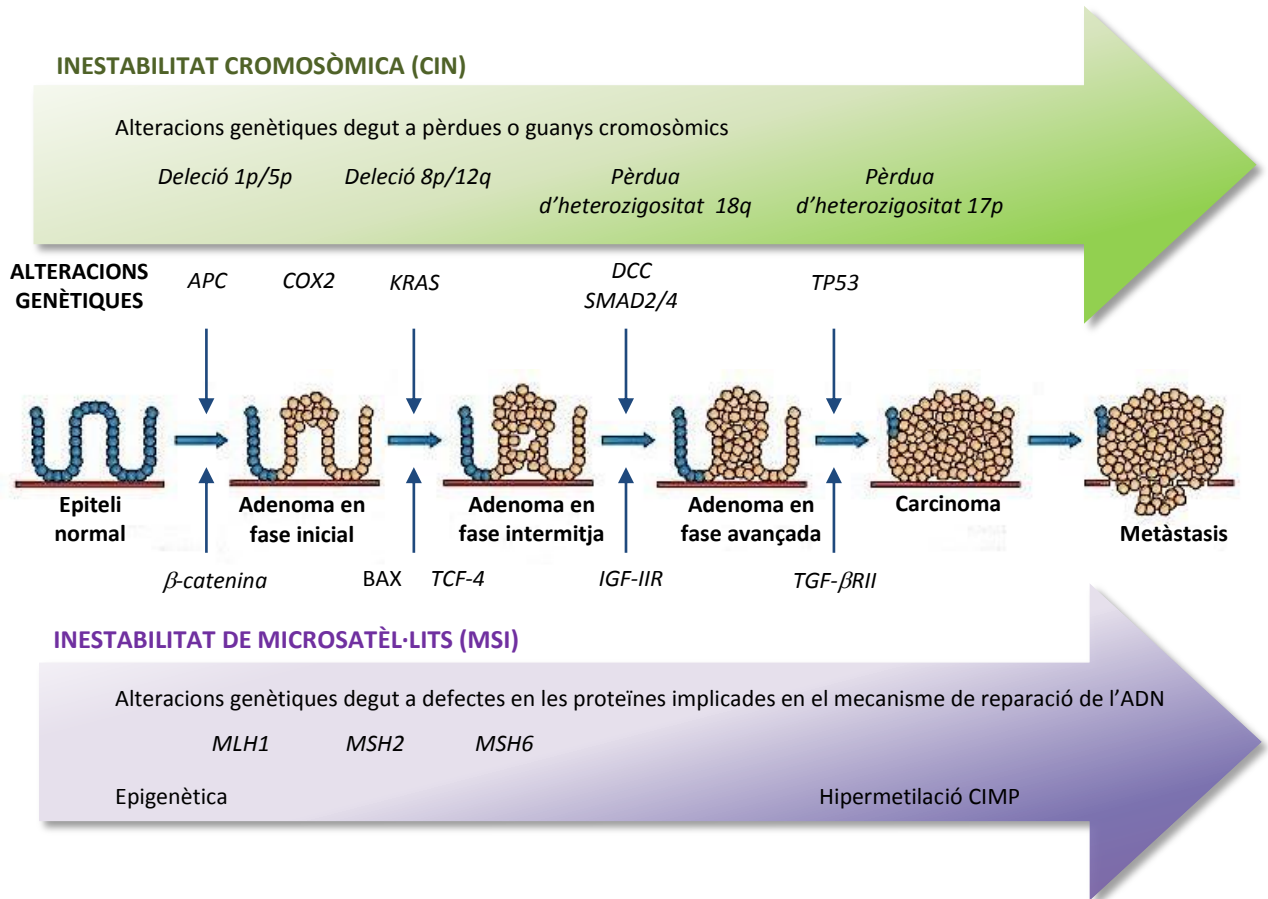 INESTABILITAT CROMOSÒMICA (CIN)
Alteracions genètiques degut a pèrdues o guanys cromosòmics
Deleció 1p/5p
Deleció 8p/12q
Pèrdua
d’heterozigositat 18q
Pèrdua
d’heterozigositat 17p
ALTERACIONS
GENÈTIQUES
APC
COX2
KRAS
DCC
SMAD2/4
TP53
Epiteli
normal
Adenoma en
fase inicial
Adenoma en
fase intermitja
Adenoma en
fase avançada
Carcinoma
Metàstasis
β-catenina
BAX
TCF-4
IGF-IIR
TGF-βRII
INESTABILITAT DE MICROSATÈL·LITS (MSI)
Alteracions genètiques degut a defectes en les proteïnes implicades en el mecanisme de reparació de l’ADN
MLH1
MSH2
MSH6
Epigenètica
Hipermetilació CIMP